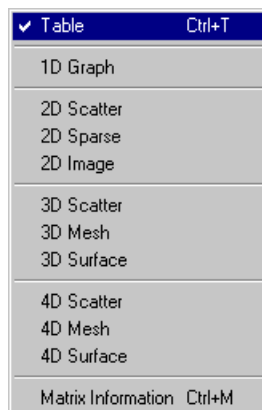 Table Ctrl+T
1D Graph
2D Scatter
2D Sparse
2D Image
3D Scatter
3D Mesh
3D Surface
4D Scatter
4D Mesh
4D Surface
Matrix Information Ctrl+M